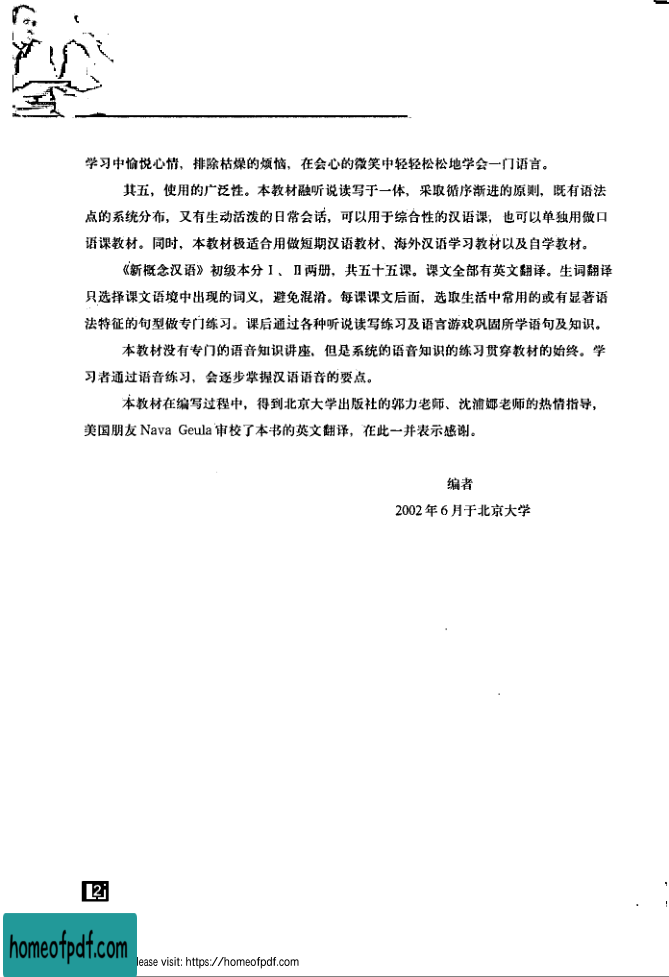 学习中愉悦心情，排除枯燥的烦恼，在会心的微笑中轻轻松松地学会一门语言。
其五，使用的广泛性。本教材融听说读写于一体，采取循序渐进的原则，既有语法
点的系统分布，又有生动活泼的日常会话，可以用于综合性的汉语课，也可以单独用做口
语课教材。同时，本教材极适合用做短期汉语教材、海外汉语学习教材以及自学教材。
《新概念汉语》初级本分Ⅰ、Ⅱ两册，共五十五课。课文全部有英文翻译。生词翻译
只选择课文语境中出现的词义，避免混淆。每课课文后面，选取生活中常用的或有显著语
法特征的句型做专门练习。课后通过各种听说读写练习及语言游戏巩固所学语句及知识。
本教材没有专门的语音知识讲座，但是系统的语音知识的练习贯穿教材的始终。学
习者通过语音练习，会逐步掌握汉语语音的要点。
本教材在编写过程中，得到北京大学出版社的郭力老师、沈浦娜老师的热情指导，
美国朋友 Nava Geula 审校了本书的英文翻译，在此一并表示感谢。
编者
2002 年 6 月于北京大学
2
homeofpdf.com
lease visit: https://homeofpdf.com